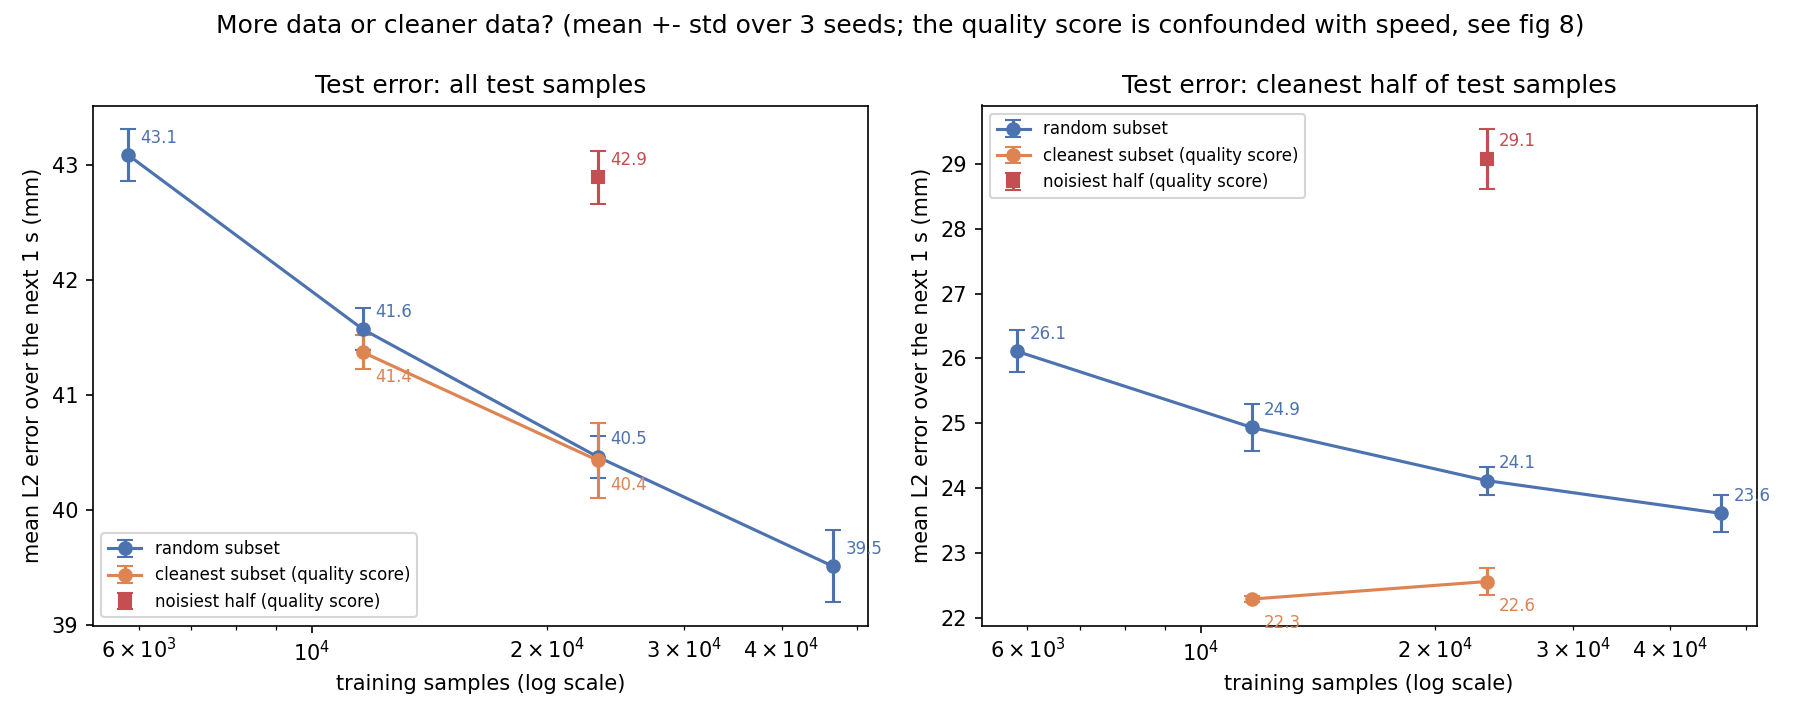 More data or cleaner data? (mean +- std over 3 seeds; the quality score is confounded with speed, see fig 8)
Test error: all test samples
mean L2 error over the next 1 s (mm)
43
42
41
40
39
43.1
42.9
41.6
41.4
40.5
40.4
39.5
random subset
cleanest subset (quality score)
noisiest half (quality score)
6 × 10³
10⁴
2 × 10⁴
3 × 10⁴
4 × 10⁴
training samples (log scale)
Test error: cleanest half of test samples
mean L2 error over the next 1 s (mm)
random subset
cleanest subset (quality score)
noisiest half (quality score)
29
28
27
26
25
24
23
22
29.1
26.1
24.9
24.1
23.6
22.6
22.3
6 × 10³
10⁴
2 × 10⁴
3 × 10⁴
4 × 10⁴
training samples (log scale)